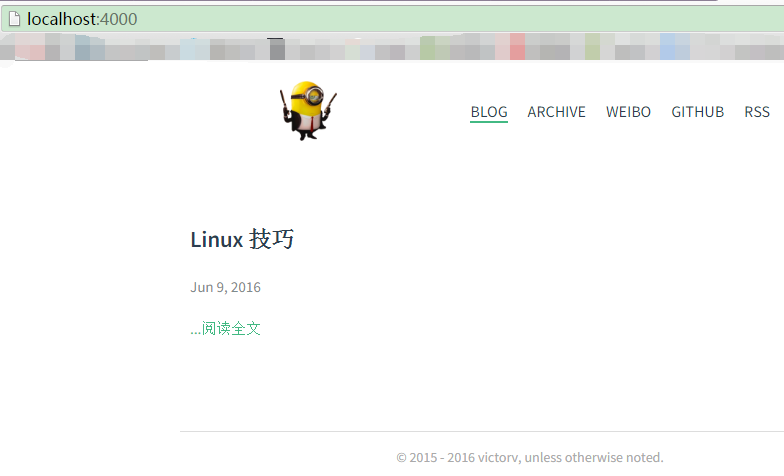 localhost:4000
BLOG ARCHIVE WEIBO GITHUB RSS
Linux 技巧
Jun 9, 2016
...阅读全文
© 2015 - 2016 victorv, unless otherwise noted.